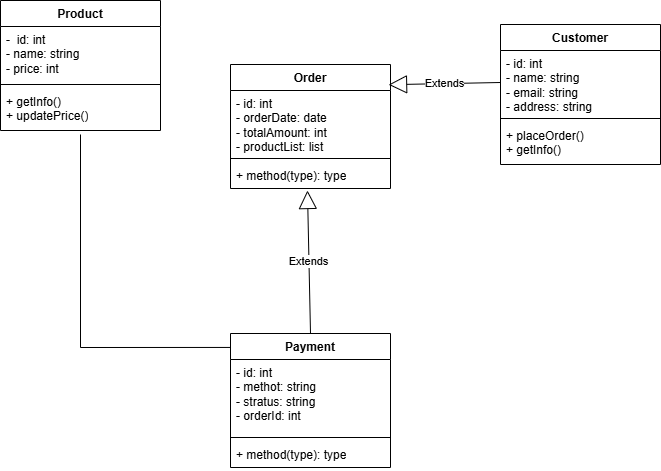 Product
-  id: int
- name: string
- price: int
+ getInfo()
+ updatePrice()
Order
- id: int
- orderDate: date
- totalAmount: int
- productList: list
+ method(type): type
Extends
Customer
- id: int
- name: string
- email: string
- address: string
+ placeOrder()
+ getInfo()
Extends
Payment
- id: int
- methot: string
- stratus: string
- orderId: int
+ method(type): type